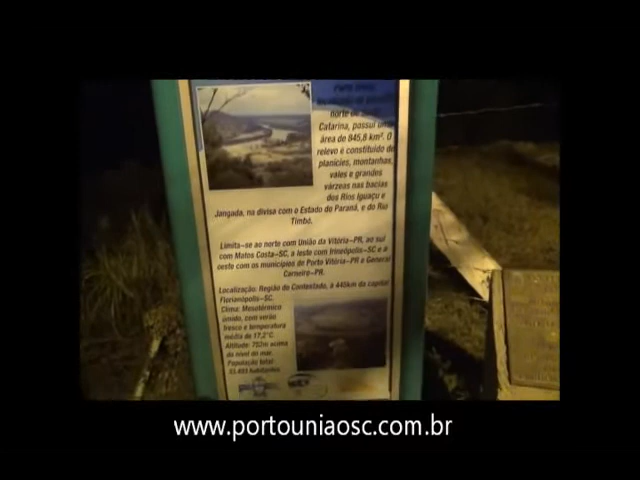 norte de
Catarina, possui uma
área de 845,8 km². O
relevo é constituído de
planícies, montanhas,
vales e grandes
várzeas nas bacias
dos Rios Iguaçu e
Jangada, na divisa com o Estado do Paraná, e do Rio
Timbó.
Limita-se ao norte com União da Vitória-PR, ao sul
com Matos Costa-SC, a leste com Irineópolis-SC e a
oeste com os municípios de Porto Vitória-PR e General
Carneiro-PR.
Localização: Região do Contestado, à 440km da capital
Florianópolis-SC.
Clima: Mesotérmico
úmido, com verão
fresco e temperatura
média de 17,2°C
Altitude: 752m acima
do nível do mar.
População total:
habitantes
www.portouniaosc.com.br